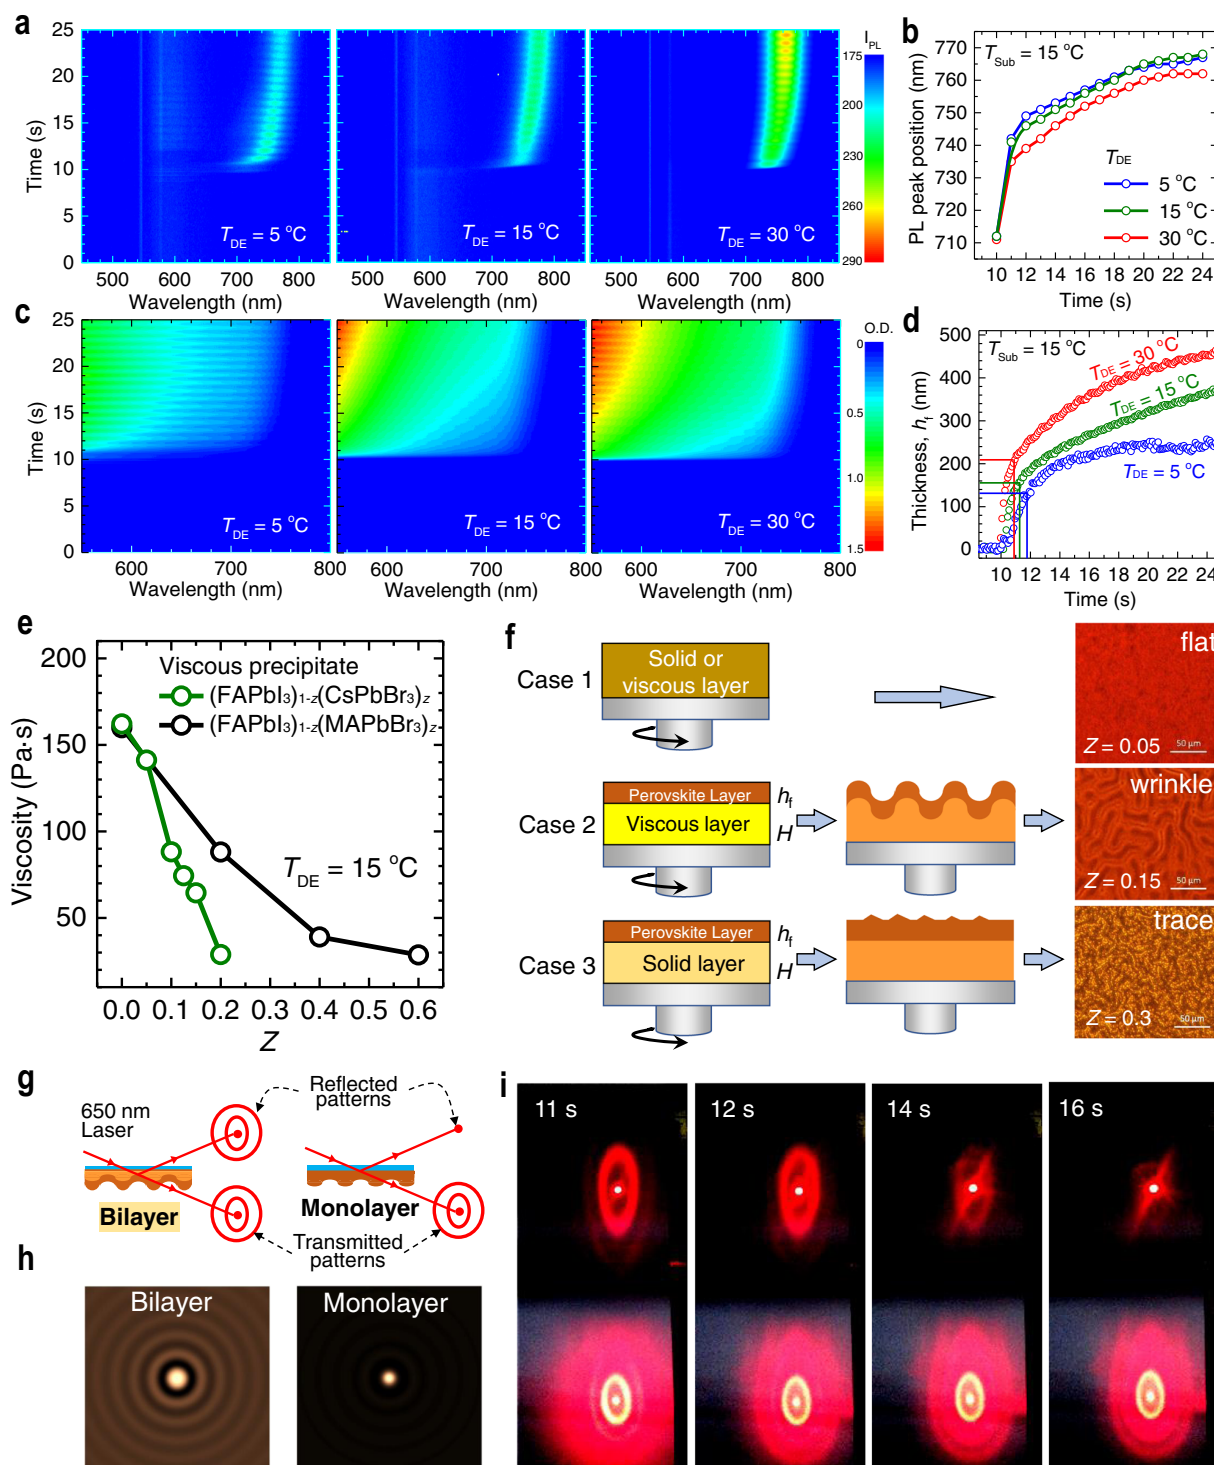 a
25
20
15
10
5
0
Time (s)
T_DE = 5 °C
T_DE = 15 °C
T_DE = 30 °C
500 600 700 800
500 600 700 800
500 600 700 800
Wavelength (nm)
Wavelength (nm)
Wavelength (nm)
I_PL
175
200
230
260
290
b
T_Sub = 15 °C
770
760
750
740
730
720
710
PL peak position (nm)
T_DE
5 °C
15 °C
30 °C
10 12 14 16 18 20 22 24
Time (s)
c
25
20
15
10
5
0
Time (s)
T_DE = 5 °C
T_DE = 15 °C
T_DE = 30 °C
600 700 800
600 700 800
600 700 800
Wavelength (nm)
Wavelength (nm)
Wavelength (nm)
O.D.
0
0.5
1.0
1.5
d
500
400
300
200
100
0
Thickness, h_f (nm)
T_Sub = 15 °C
T_DE = 30 °C
T_DE = 15 °C
T_DE = 5 °C
10 12 14 16 18 20 22 24
Time (s)
e
200
150
100
50
Viscosity (Pa·s)
Viscous precipitate
(FAPbI₃)₁₋z(CsPbBr₃)z
(FAPbI₃)₁₋z(MAPbBr₃)z
T_DE = 15 °C
0.0 0.1 0.2 0.3 0.4 0.5 0.6
Z
f
Case 1
Solid or
viscous layer
flat
Z = 0.05
50 µm
Case 2
Perovskite Layer
h_f
Viscous layer
H
wrinkle
Z = 0.15
50 µm
Case 3
Perovskite Layer
h_f
Solid layer
H
trace
Z = 0.3
50 µm
g
650 nm
Laser
Reflected
patterns
Bilayer
Monolayer
Transmitted
patterns
h
Bilayer
Monolayer
i
11 s
12 s
14 s
16 s